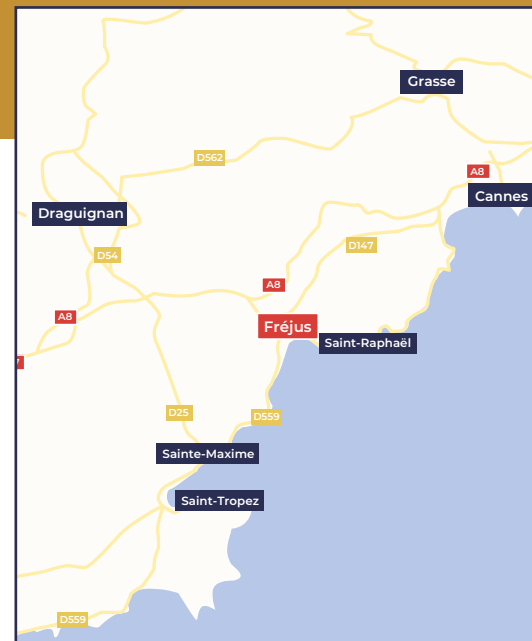 Grasse
D562
A8
Cannes
Draguignan
D147
D54
A8
A8
Fréjus
Saint-Raphaël
D25
D559
Sainte-Maxime
Saint-Tropez
D559